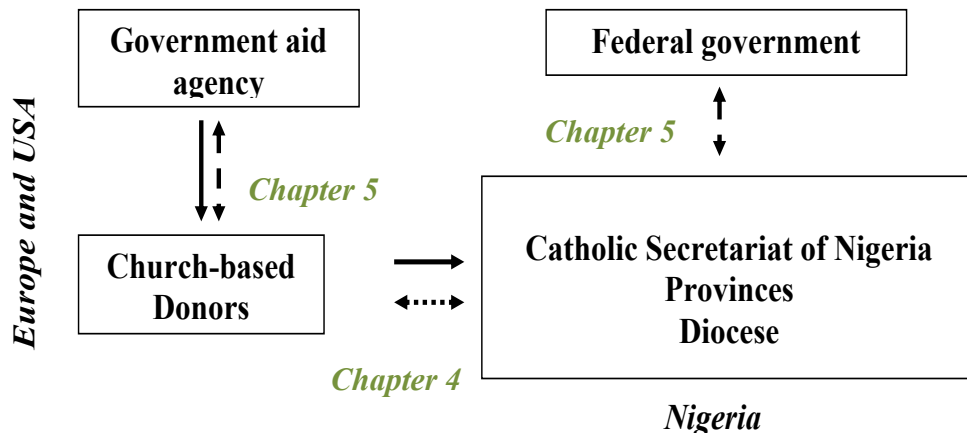 Government aid
agency
Federal government
Chapter 5
Chapter 5
Europe and USA
Church-based
Donors
Catholic Secretariat of Nigeria
Provinces
Diocese
Chapter 4
Nigeria